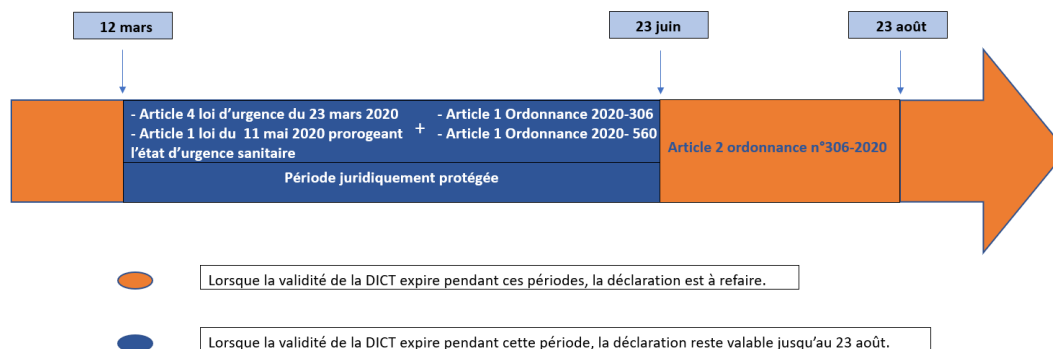 12 mars
23 juin
23 août
- Article 4 loi d'urgence du 23 mars 2020
- Article 1 loi du 11 mai 2020 prorogeant
l'état d'urgence sanitaire
+
- Article 1 Ordonnance 2020-306
- Article 1 Ordonnance 2020- 560
Article 2 ordonnance n°306-2020
Période juridiquement protégée
Lorsque la validité de la DICT expire pendant ces périodes, la déclaration est à refaire.
Lorsque la validité de la DICT expire pendant cette période, la déclaration reste valable jusqu'au 23 août.